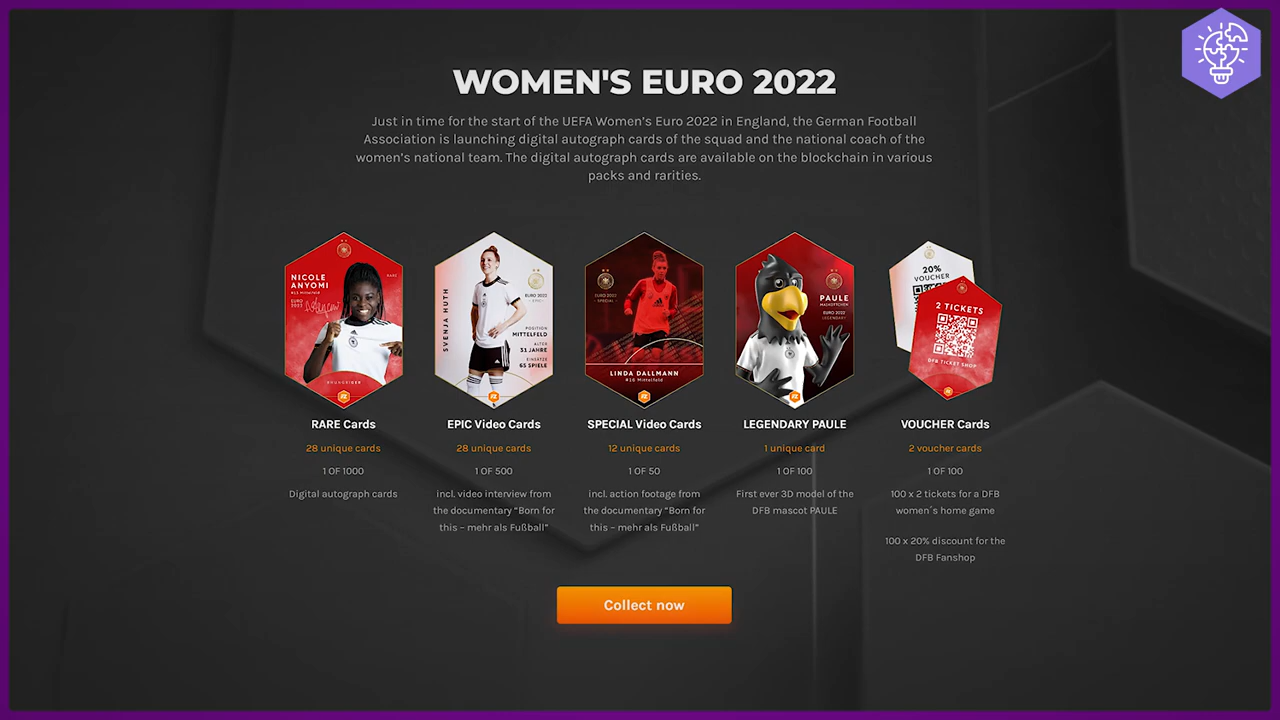 WOMEN'S EURO 2022
Just in time for the start of the UEFA Women's Euro 2022 in England, the German Football
Association is launching digital autograph cards of the squad and the national coach of the
women's national team. The digital autograph cards are available on the blockchain in various
packs and rarities.
NICOLE
ANYOMI
#13 Mittelfeld
EURO
2022
RARE
SVENJA HUTH
EURO 2022
- EPIC -
POSITION
MITTELFELD
ALTER
31 JAHRE
EINSÄTZE
65 SPIELE
EURO 2022
- SPECIAL -
LINDA DALLMANN
#16 Mittelfeld
PAULE
MASKOTTCHEN
EURO 2022
LEGENDARY
20%
VOUCHER
2 TICKETS
DFB TICKET SHOP
RARE Cards
28 unique cards
1 OF 1000
Digital autograph cards
EPIC Video Cards
28 unique cards
1 OF 500
incl. video interview from
the documentary “Born for
this – mehr als Fußball”
SPECIAL Video Cards
12 unique cards
1 OF 50
incl. action footage from
the documentary “Born for
this – mehr als Fußball”
LEGENDARY PAULE
1 unique card
1 OF 100
First ever 3D model of the
DFB mascot PAULE
VOUCHER Cards
2 voucher cards
1 OF 100
100 x 2 tickets for a DFB
women´s home game
100 x 20% discount for the
DFB Fanshop
Collect now